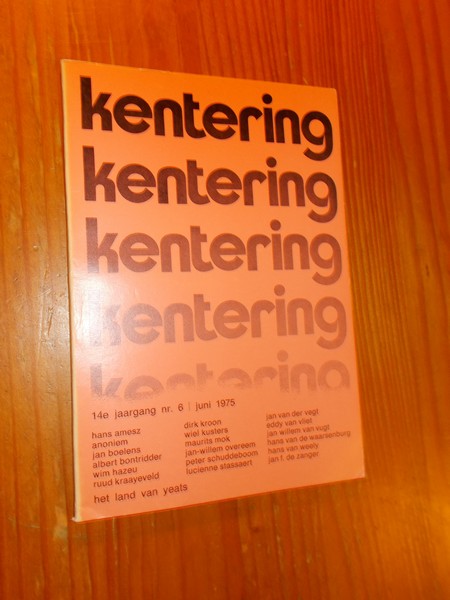 kentering
kentering
kentering
kentering
kentering
14e jaargang nr. 6 | juni 1975
hans amesz
anoniem
jan boelens
albert bontridder
wim hazeu
ruud kraayeveld
dirk kroon
wiel kusters
maurits mok
jan-willem overeem
peter schuddeboom
lucienne stassaert
jan van der vegt
eddy van vliet
jan willem van vugt
hans van de waarsenburg
hans van weely
jan f. de zanger
het land van yeats